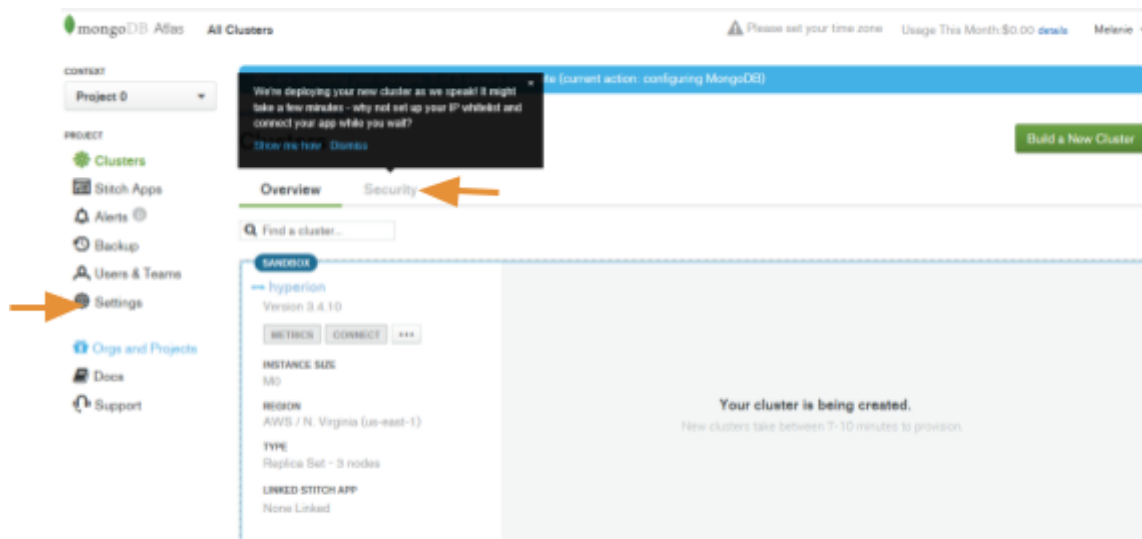 mongoDB Atlas
All Clusters
Please set your time zone
Usage This Month:$0.00 details
Melanie
CONTEXT
Project 0
PROJECT
Clusters
Stitch Apps
Alerts
Backup
Users & Teams
Settings
Orgs and Projects
Docs
Support
(current action: configuring MongoDB)
We're deploying your new cluster as we speak! It might
take a few minutes - why not set up your IP whitelist and
connect your app while you wait?
Show me how Dismiss
Build a New Cluster
Overview
Security
Find a cluster...
SANDBOX
hyperion
Version 3.4.10
METRICS
CONNECT
INSTANCE SIZE
M0
REGION
AWS / N. Virginia (us-east-1)
TYPE
Replica Set - 3 nodes
LINKED STITCH APP
None Linked
Your cluster is being created.
New clusters take between 7-10 minutes to provision.